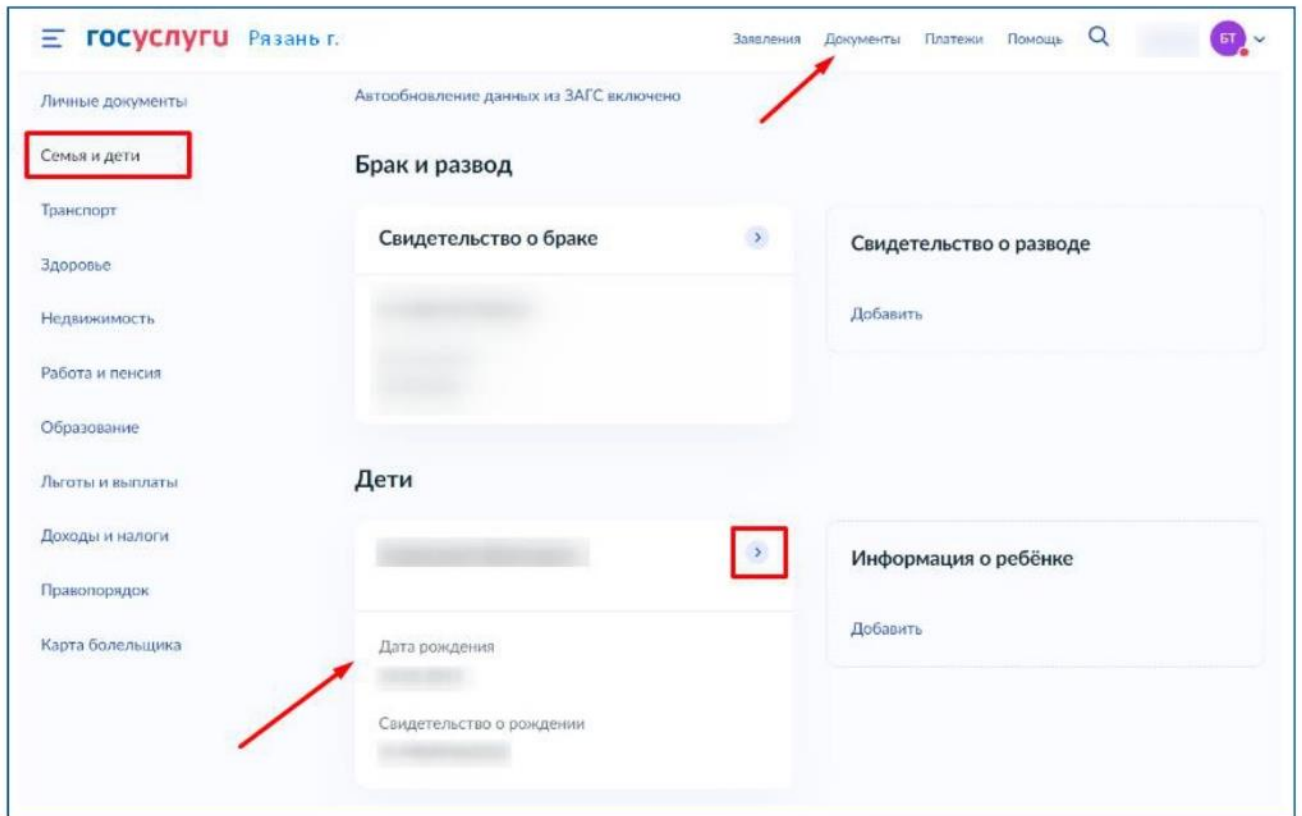 госуслуги Рязань г.
Заявления Документы Платежи Помощь БТ
Личные документы
Семья и дети
Транспорт
Здоровье
Недвижимость
Работа и пенсия
Образование
Льготы и выплаты
Доходы и налоги
Правопорядок
Карта болельщика
Автообновление данных из ЗАГС включено
Брак и развод
Свидетельство о браке
Свидетельство о разводе
Добавить
Дети
Дата рождения
Свидетельство о рождении
Информация о ребёнке
Добавить